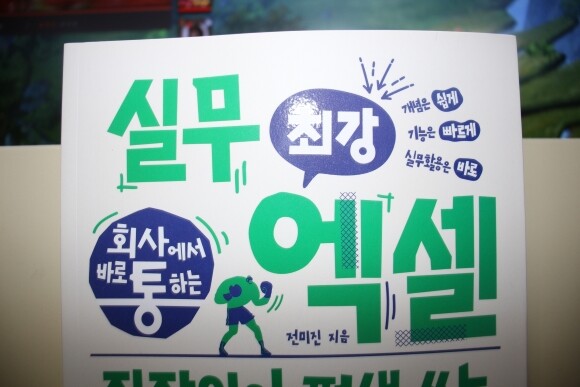 실무
최강
개념은 쉽게
기능은 빠르게
실무활용은 바로
회사에서
바로 통하는
엑셀
전미진 지음